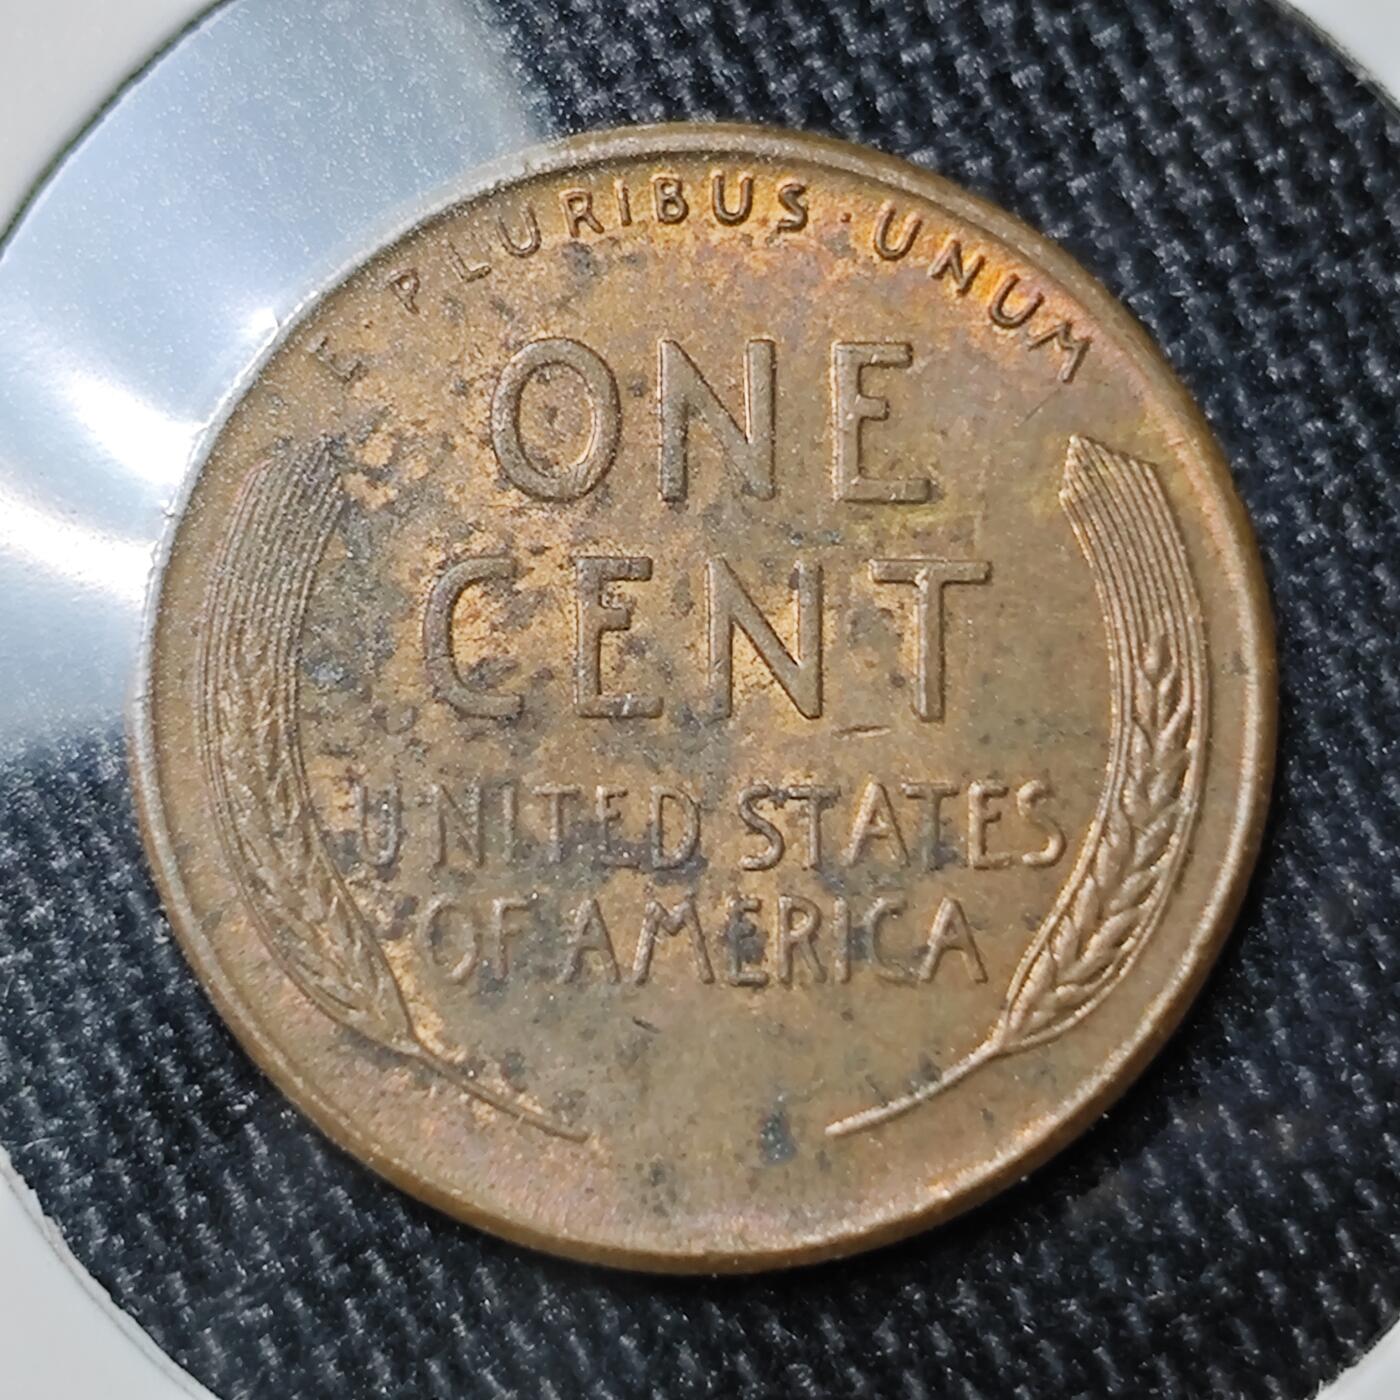 E PLURIBUS · UNUM
ONE
CENT
UNITED STATES
OF AMERICA